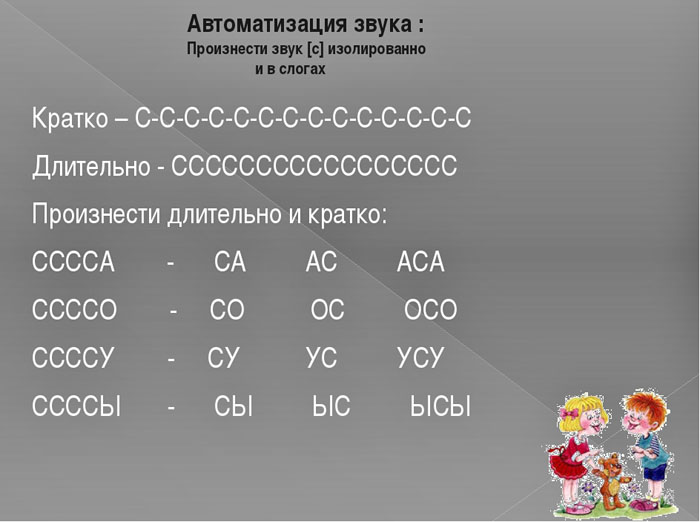 Автоматизация звука :
Произнести звук [с] изолированно
и в слогах
Кратко – С-С-С-С-С-С-С-С-С-С-С-С-С-С
Длительно - ССССССССССССССССС
Произнести длительно и кратко:
ССССА - СА АС АСА
ССССО - СО ОС ОСО
ССССУ - СУ УС УСУ
ССССЫ - СЫ ЫС ЫСЫ